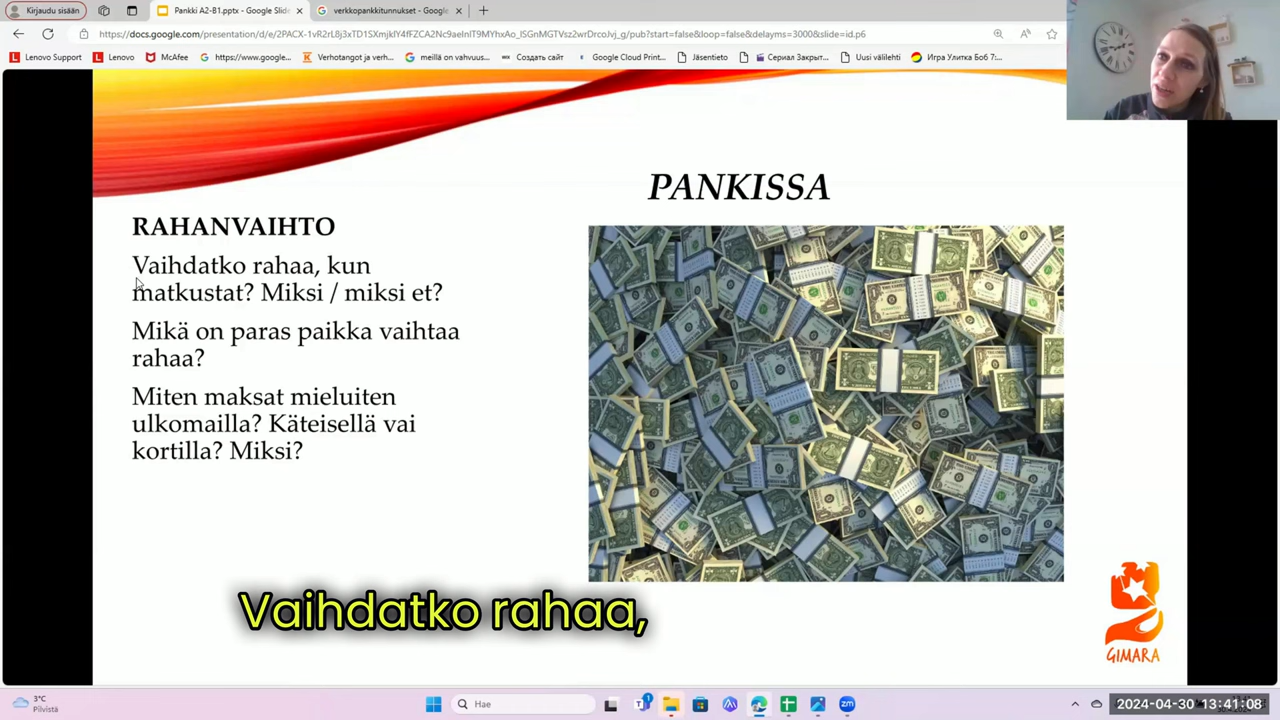 Kirjaudu sisään
Pankki A2-B1.pptx - Google Slide
verkkopankkitunnukset - Google
https://docs.google.com/presentation/d/e/2PACX-1vR2rL8j3xTD1SXmjklY4fFZCA2Nc9aeIniT9MYhxAo_ISGnMGTVsz2wrDrcoJvj_g/pub?start=false&loop=false&delayms=3000&slide=id.p6
Lenovo Support
Lenovo
McAfee
https://www.google...
Verhotangot ja verh...
meillä on vahvuus...
Создать сайт
Google Cloud Print...
Jäsentieto
Сериал Закрыт...
Uusi välilehti
Игра Улитка Боб 7:...
PANKISSA
RAHANVAIHTO
Vaihdatko rahaa, kun
matkustat? Miksi / miksi et?
Mikä on paras paikka vaihtaa
rahaa?
Miten maksat mieluiten
ulkomailla? Käteisellä vai
kortilla? Miksi?
Vaihdatko rahaa,
GIMARA
3°C
Pilvistä
Hae
2024-04-30 13:41:08